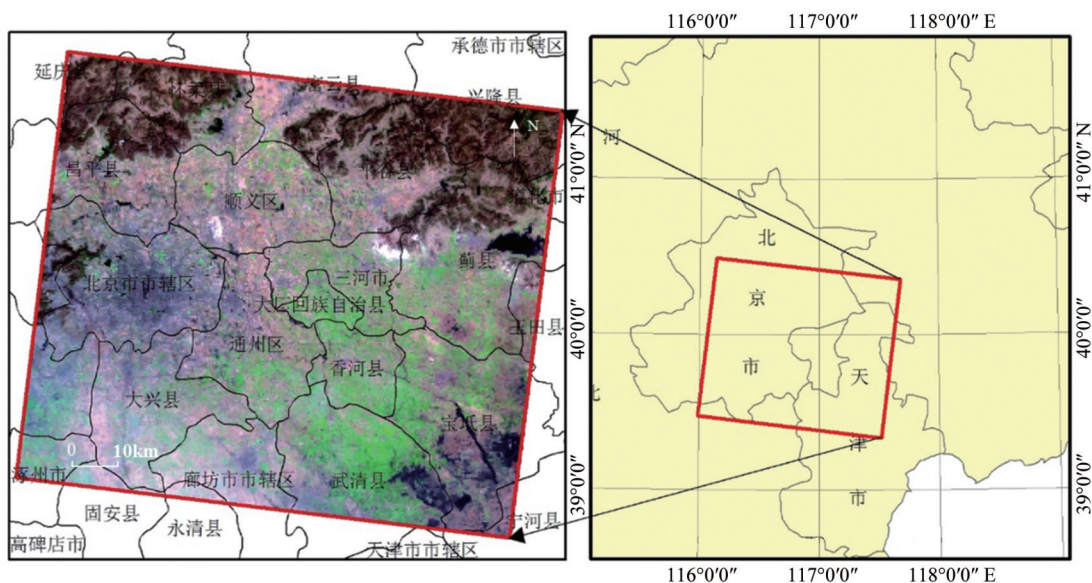 116°0′0″ 117°0′0″ 118°0′0″ E
承德市市辖区
延庆县
密云县
兴隆县
N
河
昌平县
平谷县
顺义区
北
蓟县
北京市市辖区
三河市
大厂回族自治县
京
玉田县
通州区
香河县
市
天
大兴县
宝坻县
0 10km
津
涿州市
廊坊市市辖区
武清县
市
固安县
永清县
宁河县
高碑店市
天津市市辖区
41°0′0″ N
40°0′0″
39°0′0″
41°0′0″ N
40°0′0″
39°0′0″
116°0′0″ 117°0′0″ 118°0′0″ E